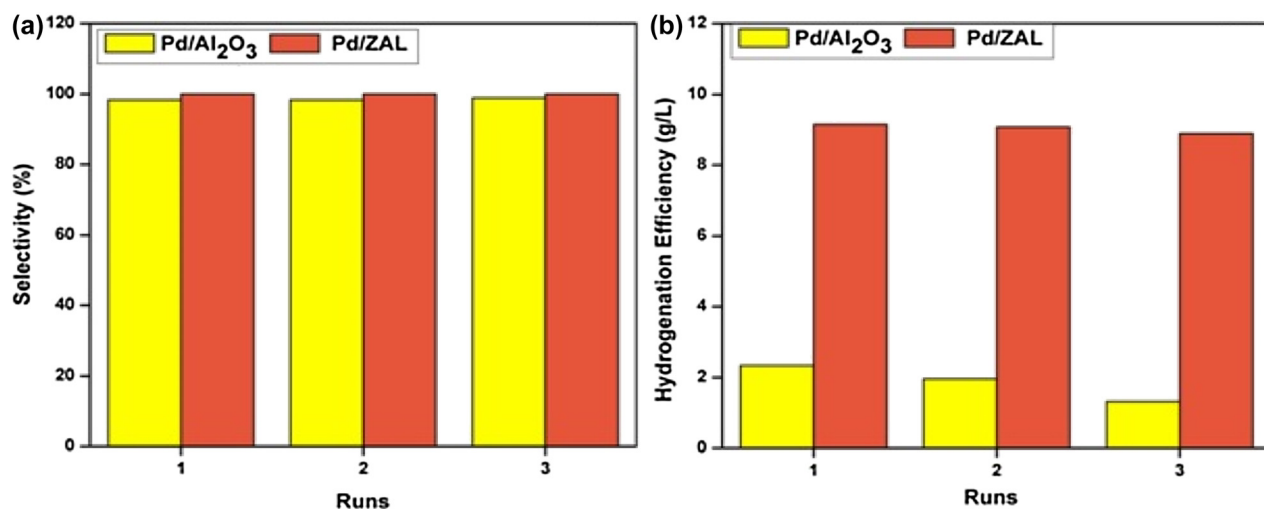 (a)
120
100
80
60
40
20
0
Selectivity (%)
Pd/Al2O3 Pd/ZAL
1 2 3
Runs
(b)
12
10
8
6
4
2
0
Hydrogenation Efficiency (g/L)
Pd/Al2O3 Pd/ZAL
1 2 3
Runs